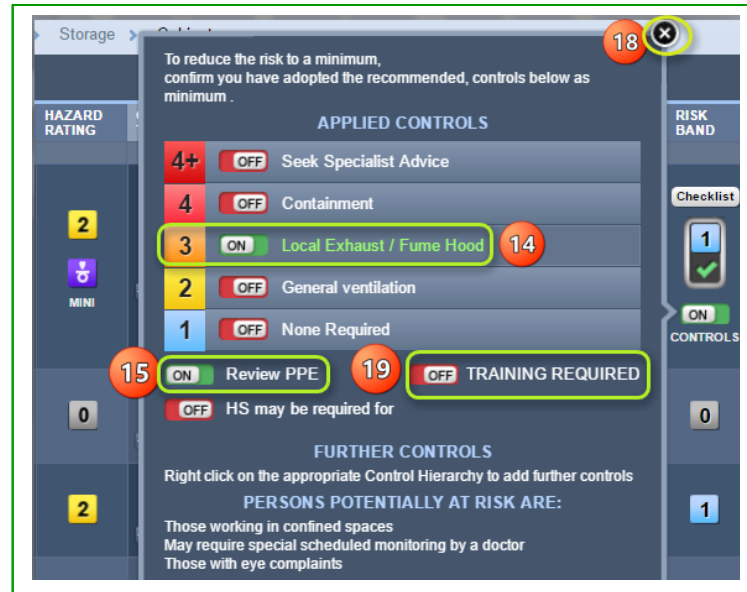 Storage
18
To reduce the risk to a minimum,
confirm you have adopted the recommended, controls below as
minimum .
HAZARD
RATING
APPLIED CONTROLS
RISK
BAND
4+ OFF Seek Specialist Advice
Checklist
4 OFF Containment
2
1
3 ON Local Exhaust / Fume Hood 14
MINI
2 OFF General ventilation
ON
1 OFF None Required
CONTROLS
15 ON Review PPE 19 OFF TRAINING REQUIRED
0 OFF HS may be required for 0
FURTHER CONTROLS
Right click on the appropriate Control Hierarchy to add further controls
PERSONS POTENTIALLY AT RISK ARE:
2 1
Those working in confined spaces
May require special scheduled monitoring by a doctor
Those with eye complaints